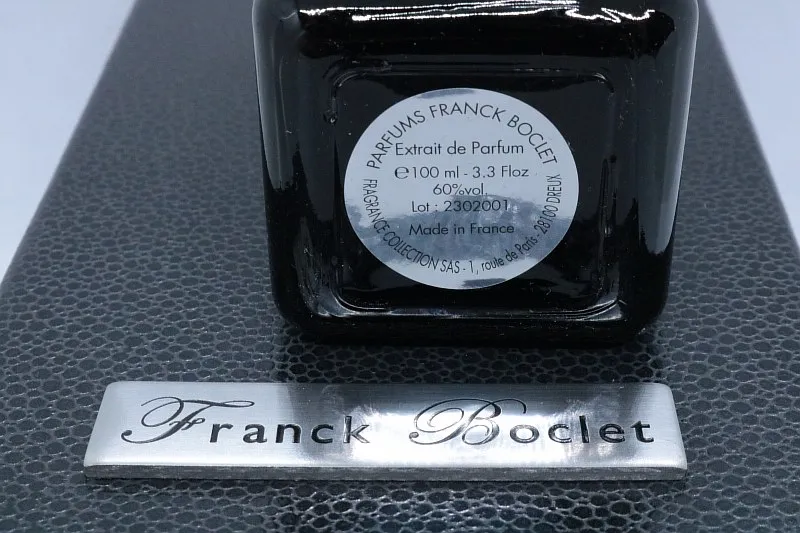 PARFUMS FRANCK BOCLET
Extrait de Parfum
℮100 ml - 3.3 Floz
60%vol.
Lot : 2302001
Made in France
FRAGRANCE COLLECTION SAS - 1, route de Paris - 28100 DREUX
Franck Boclet